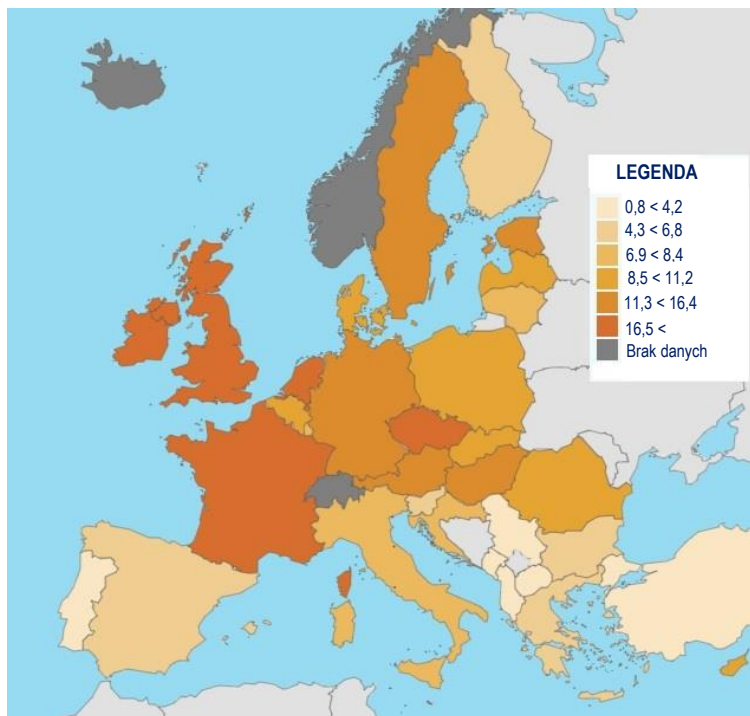 LEGENDA
0,8 < 4,2
4,3 < 6,8
6,9 < 8,4
8,5 < 11,2
11,3 < 16,4
16,5 <
Brak danych